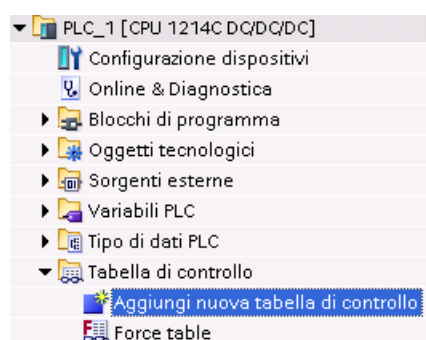 PLC_1 [CPU 1214C DC/DC/DC]
Configurazione dispositivi
Online & Diagnostica
Blocchi di programma
Oggetti tecnologici
Sorgenti esterne
Variabili PLC
Tipo di dati PLC
Tabella di controllo
Aggiungi nuova tabella di controllo
Force table